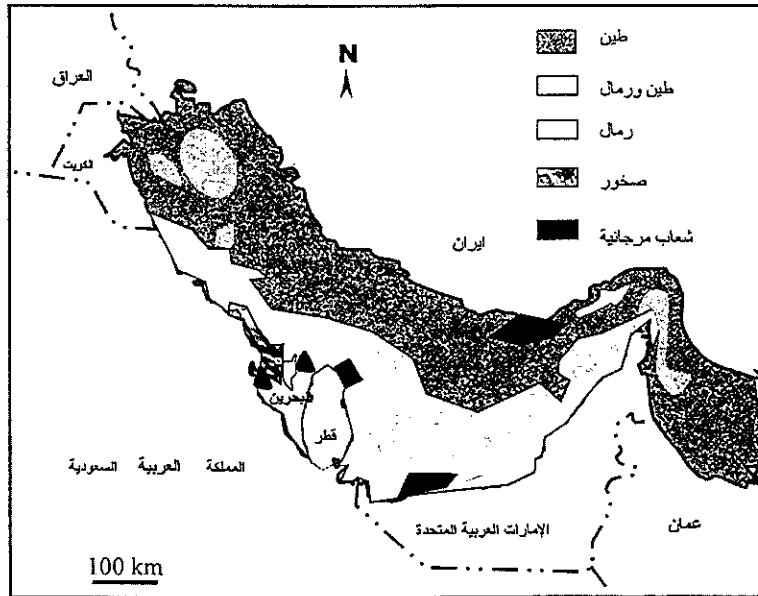 طين
طين ورمال
رمال
صخور
شعاب مرجانية
N
العراق
الكويت
ايران
البحرين
قطر
المملكة العربية السعودية
الإمارات العربية المتحدة
عمان
100 km